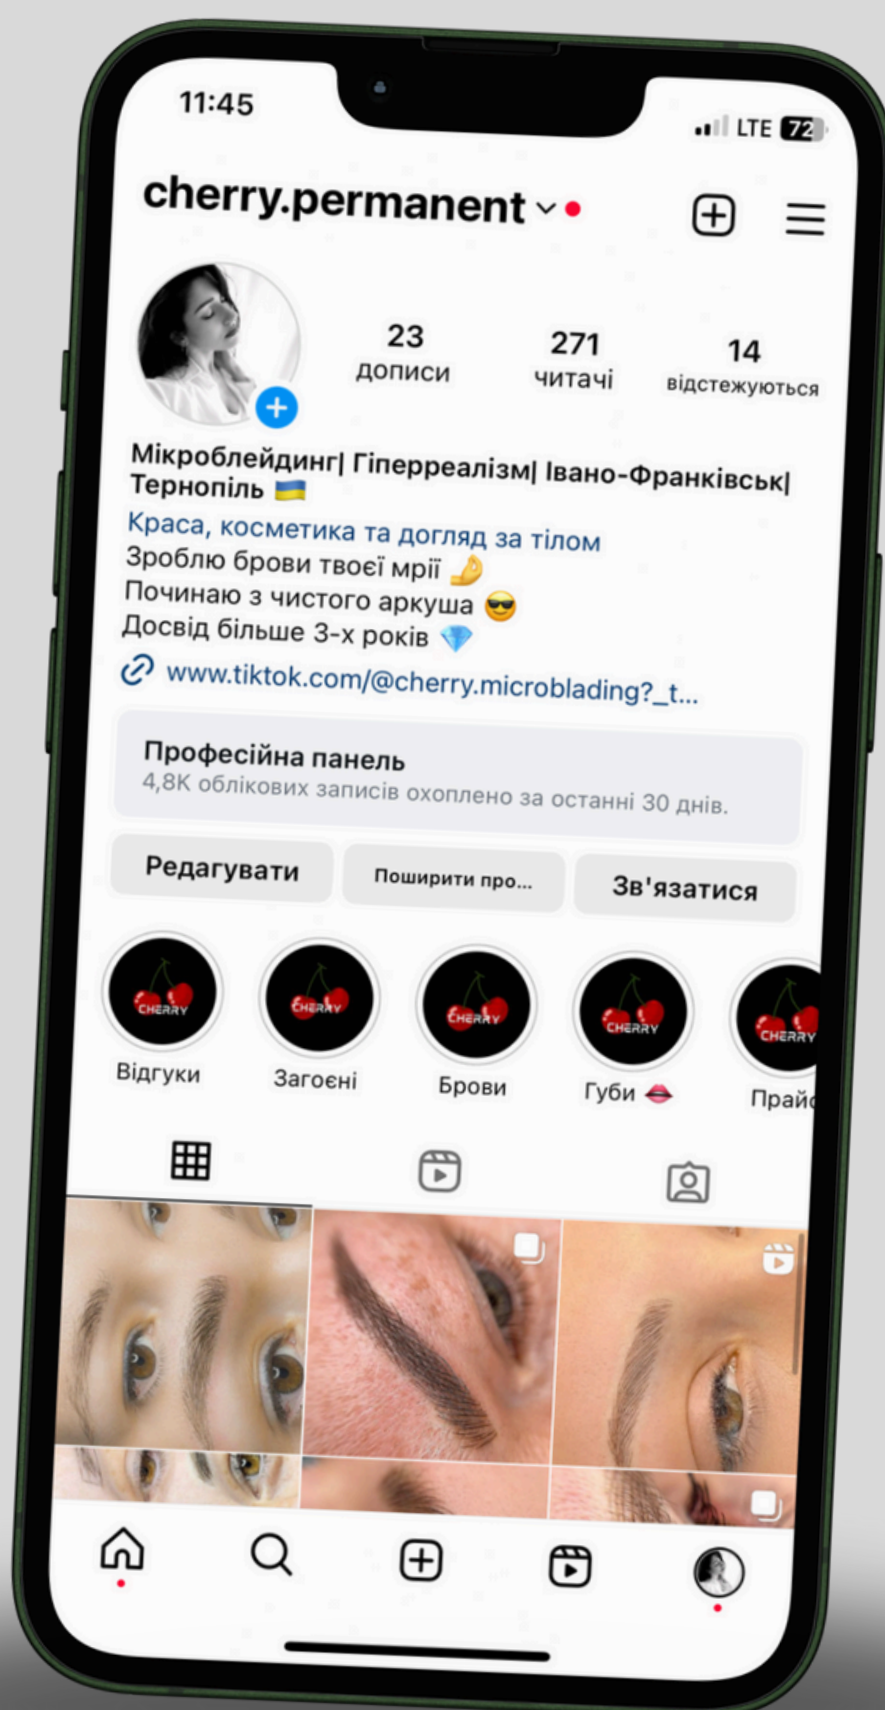 11:45
LTE 72
cherry.permanent
23
дописи
271
читачі
14
відстежуються
Мікроблейдинг| Гіперреалізм| Івано-Франківськ|
Тернопіль
Краса, косметика та догляд за тілом
Зроблю брови твоєї мрії
Починаю з чистого аркуша
Досвід більше 3-х років
www.tiktok.com/@cherry.microblading?_t...
Професійна панель
4,8K облікових записів охоплено за останні 30 днів.
Редагувати
Поширити про...
Зв'язатися
CHERRY
CHERRY
CHERRY
CHERRY
CHERRY
Відгуки
Загоєні
Брови
Губи
Прайс